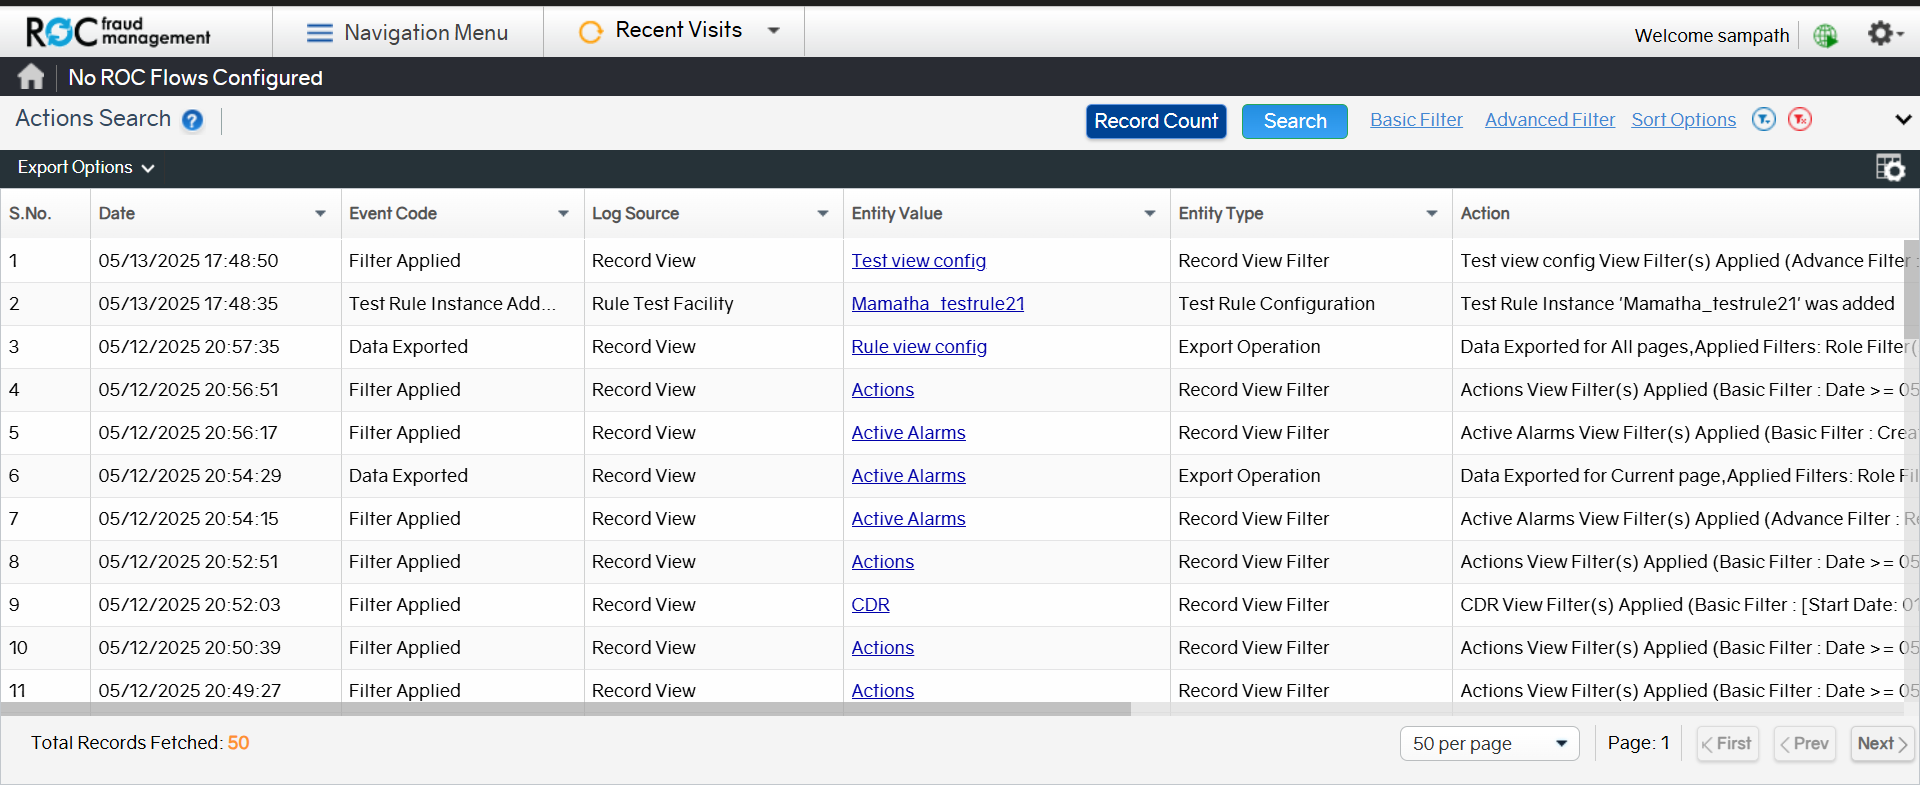 ROC fraud management
Navigation Menu
Recent Visits
Welcome sampath
No ROC Flows Configured
Actions Search ?
Record Count
Search
Basic Filter
Advanced Filter
Sort Options
Export Options
S.No. Date Event Code Log Source Entity Value Entity Type Action
1 05/13/2025 17:48:50 Filter Applied Record View Test view config Record View Filter Test view config View Filter(s) Applied (Advance Filter :
2 05/13/2025 17:48:35 Test Rule Instance Add... Rule Test Facility Mamatha_testrule21 Test Rule Configuration Test Rule Instance 'Mamatha_testrule21' was added
3 05/12/2025 20:57:35 Data Exported Record View Rule view config Export Operation Data Exported for All pages,Applied Filters: Role Filter(
4 05/12/2025 20:56:51 Filter Applied Record View Actions Record View Filter Actions View Filter(s) Applied (Basic Filter : Date >= 05
5 05/12/2025 20:56:17 Filter Applied Record View Active Alarms Record View Filter Active Alarms View Filter(s) Applied (Basic Filter : Crea
6 05/12/2025 20:54:29 Data Exported Record View Active Alarms Export Operation Data Exported for Current page,Applied Filters: Role Fil
7 05/12/2025 20:54:15 Filter Applied Record View Active Alarms Record View Filter Active Alarms View Filter(s) Applied (Advance Filter : Re
8 05/12/2025 20:52:51 Filter Applied Record View Actions Record View Filter Actions View Filter(s) Applied (Basic Filter : Date >= 05
9 05/12/2025 20:52:03 Filter Applied Record View CDR Record View Filter CDR View Filter(s) Applied (Basic Filter : [Start Date: 01
10 05/12/2025 20:50:39 Filter Applied Record View Actions Record View Filter Actions View Filter(s) Applied (Basic Filter : Date >= 05
11 05/12/2025 20:49:27 Filter Applied Record View Actions Record View Filter Actions View Filter(s) Applied (Basic Filter : Date >= 05
Total Records Fetched: 50
50 per page
Page: 1
First
Prev
Next